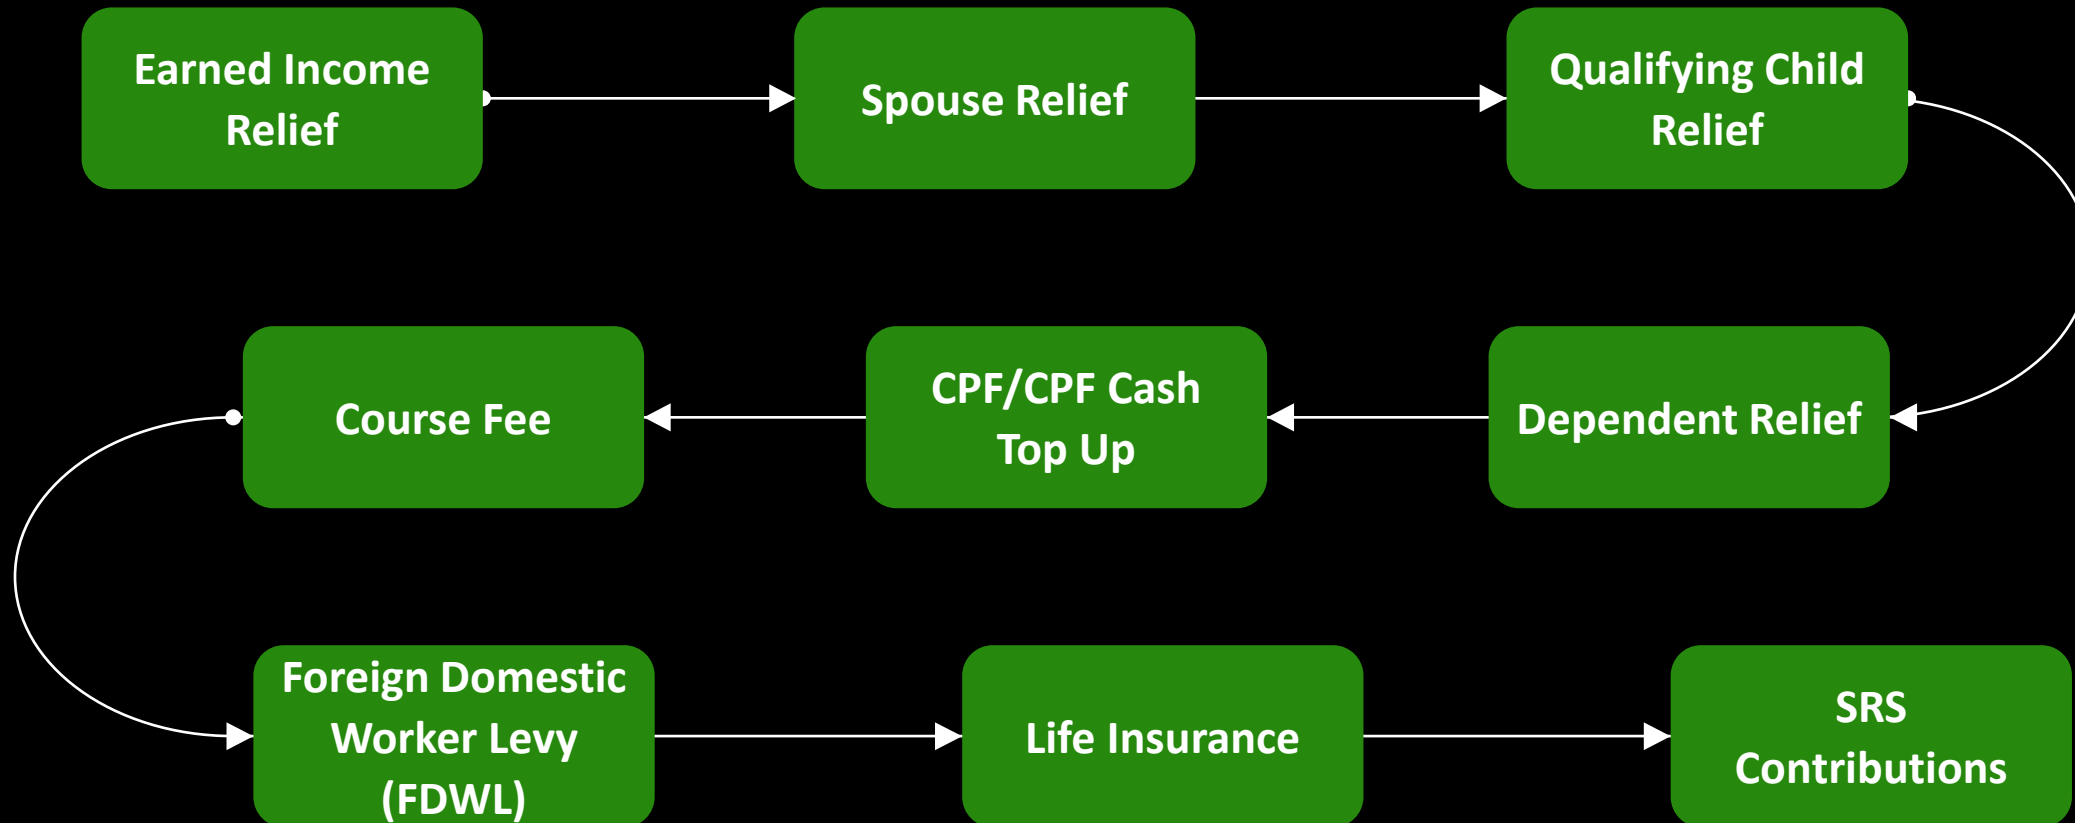 Earned Income
Relief
Spouse Relief
Qualifying Child
Relief
Dependent Relief
CPF/CPF Cash
Top Up
Course Fee
Foreign Domestic
Worker Levy
(FDWL)
Life Insurance
SRS
Contributions